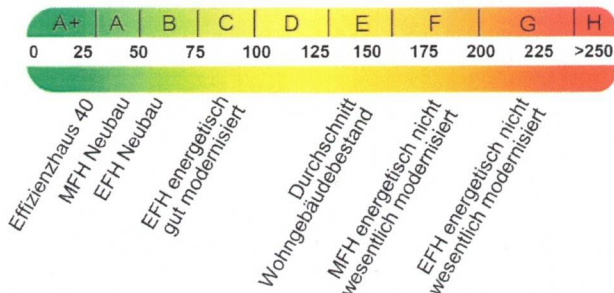 A+ A B C D E F G H
0 25 50 75 100 125 150 175 200 225 >250
Effizienzhaus 40
MFH Neubau
EFH Neubau
EFH energetisch
gut modernisiert
Durchschnitt
Wohngebäudebestand
MFH energetisch nicht
wesentlich modernisiert
EFH energetisch nicht
wesentlich modernisiert